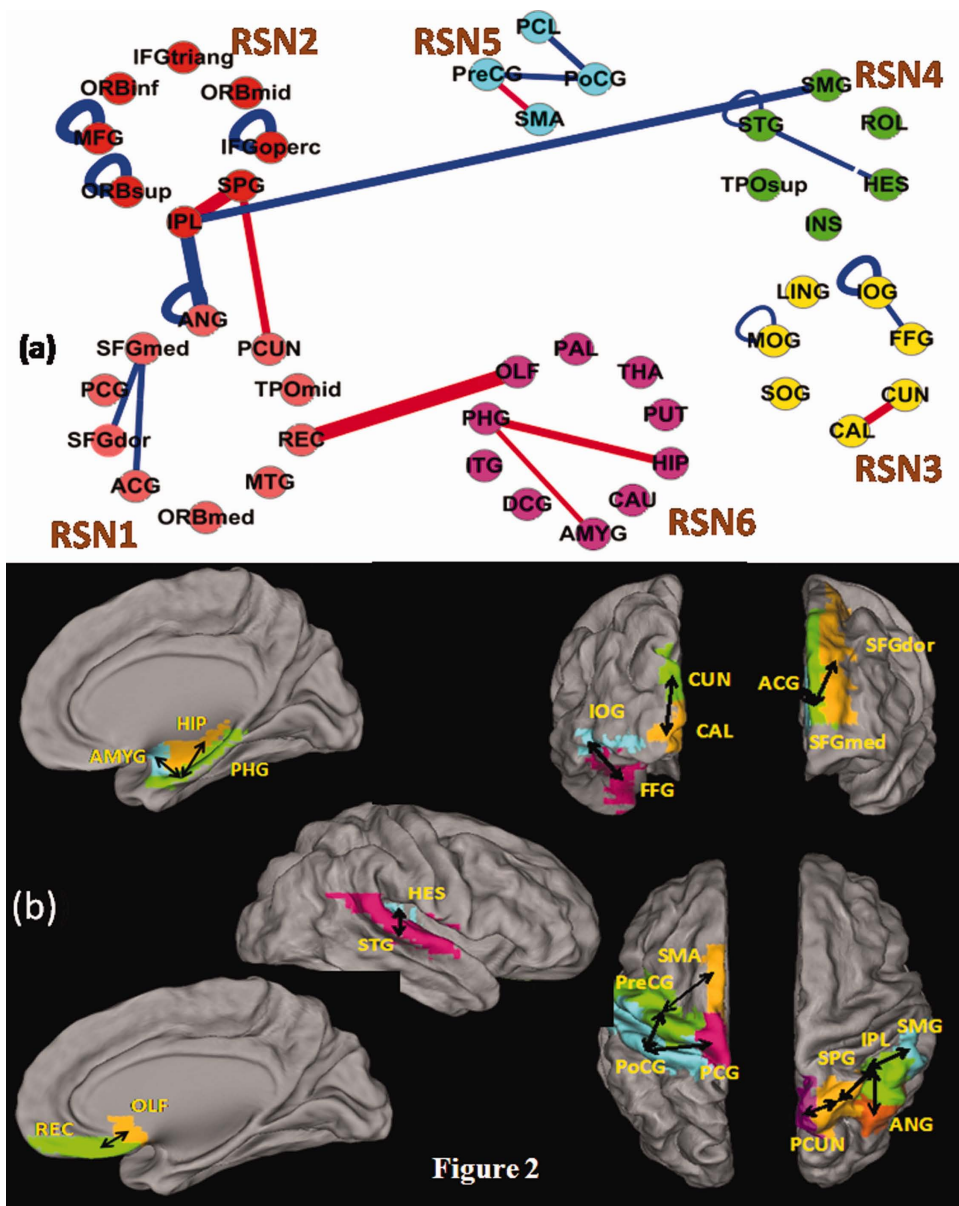 RSN2
RSN5
PCL
IFGtriang
RSN4
ORBinf
ORBmid
PreCG
PoCG
SMG
MFG
IFGoperc
SMA
STG
ROL
ORBsup
SPG
TPOsup
HES
IPL
INS
ANG
LING
IOG
(a)
SFGmed
PCUN
OLF
PAL
MOG
FFG
PCG
TPOmid
THA
SOG
CUN
SFGdor
REC
PHG
PUT
CAL
ACG
MTG
ITG
HIP
RSN3
RSN1
ORBmed
DCG
CAU
AMYG
RSN6
HIP
AMYG
PHG
IOG
CUN
CAL
FFG
SFGdor
ACG
SFGmed
(b)
HES
STG
SMA
PreCG
PoCG
PCG
SMG
IPL
SPG
PCUN
ANG
OLF
REC
Figure 2